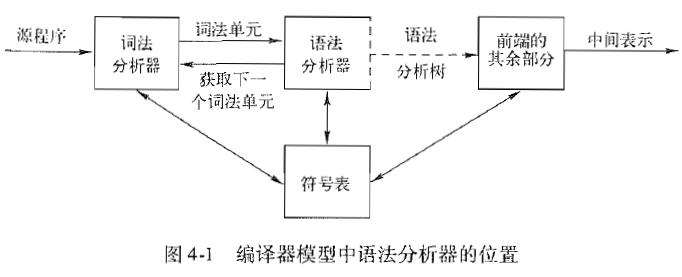 源程序
词法
分析器
词法单元
获取下一
个词法单元
语法
分析器
语法
分析树
前端的
其余部分
中间表示
符号表
图 4-1 编译器模型中语法分析器的位置